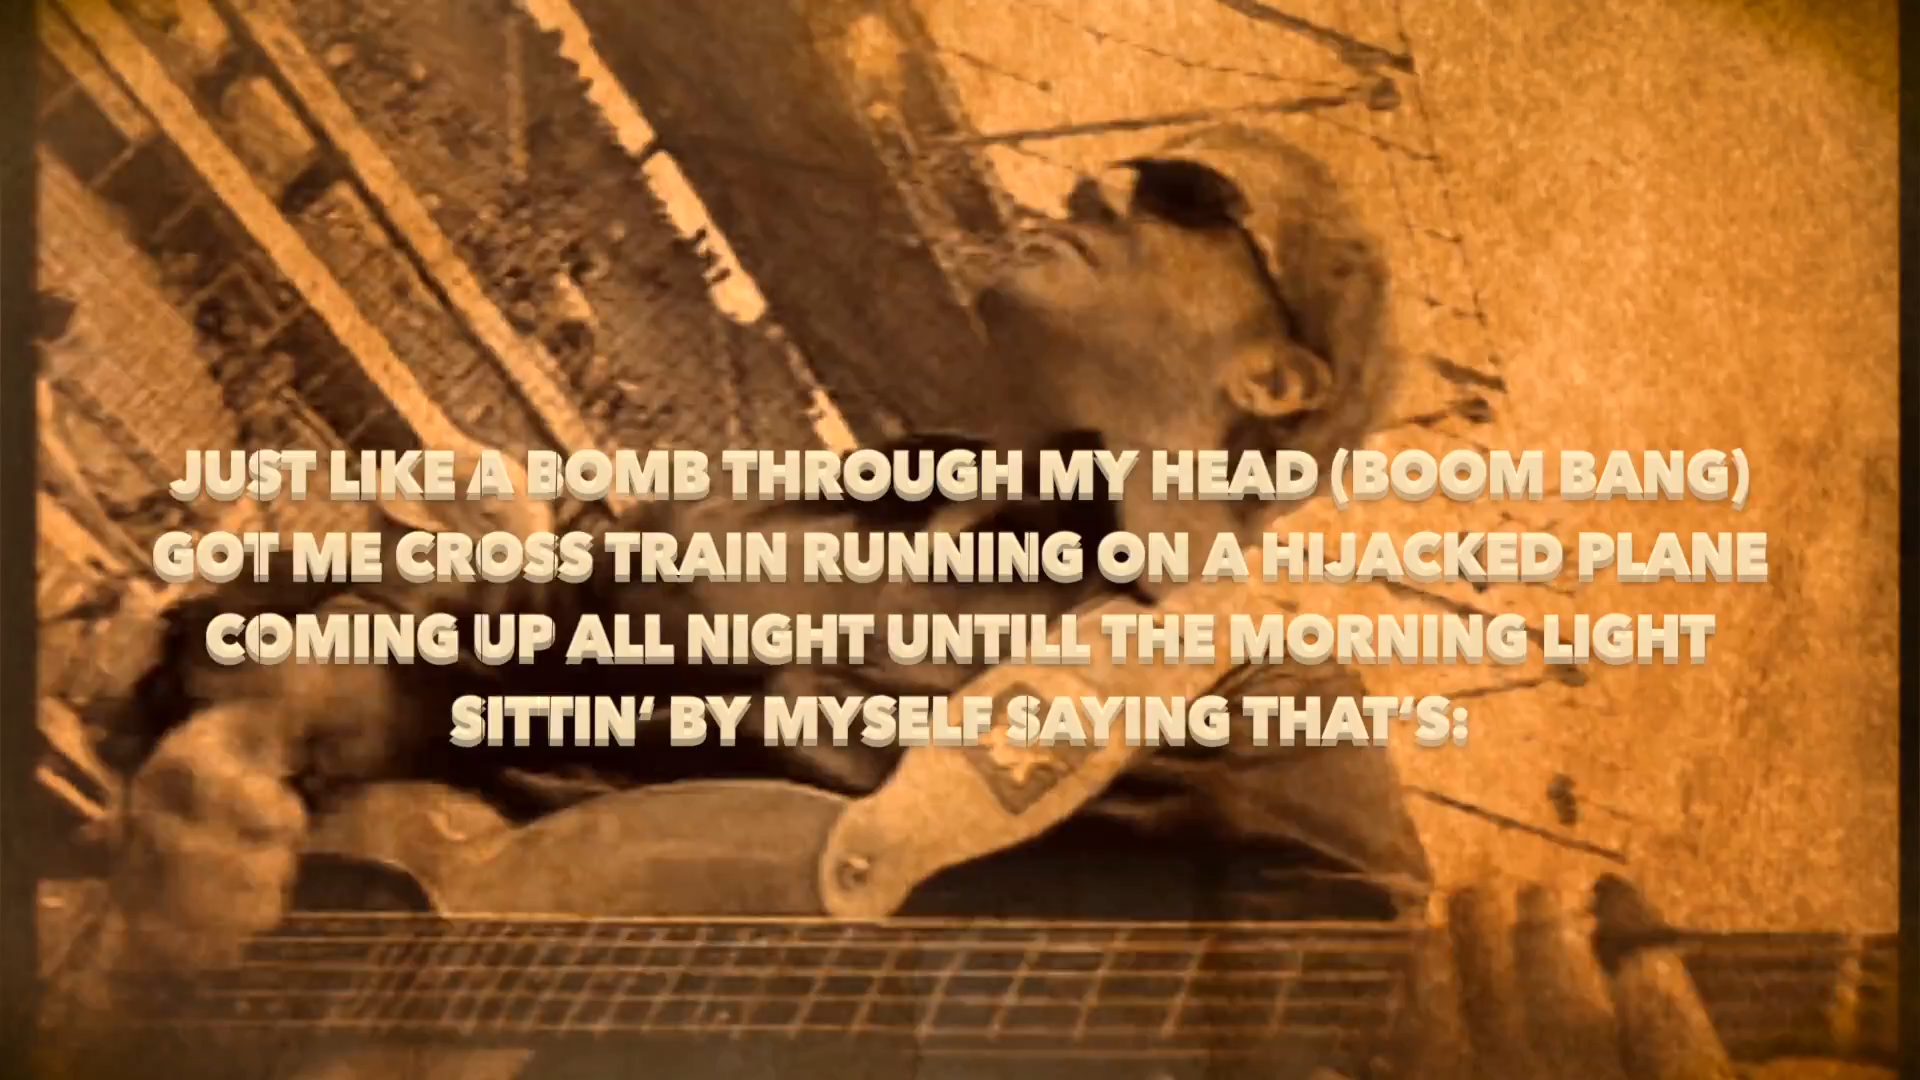 JUST LIKE A BOMB THROUGH MY HEAD (BOOM BANG)
GOT ME CROSS TRAIN RUNNING ON A HIJACKED PLANE
COMING UP ALL NIGHT UNTILL THE MORNING LIGHT
SITTIN‘ BY MYSELF SAYING THAT‘S: